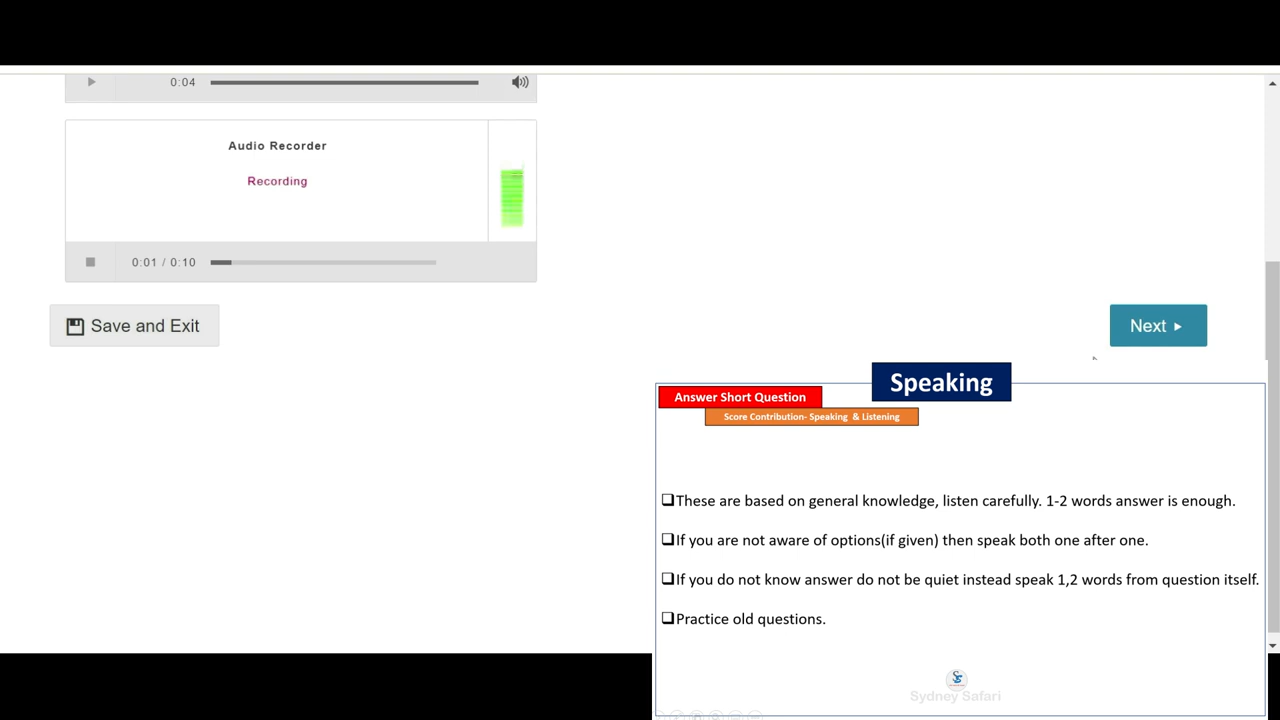 0:04
Audio Recorder
Recording
0:01 / 0:10
Save and Exit
Next
Speaking
Answer Short Question
Score Contribution- Speaking & Listening
These are based on general knowledge, listen carefully. 1-2 words answer is enough.
If you are not aware of options(if given) then speak both one after one.
If you do not know answer do not be quiet instead speak 1,2 words from question itself.
Practice old questions.
Sydney Safari